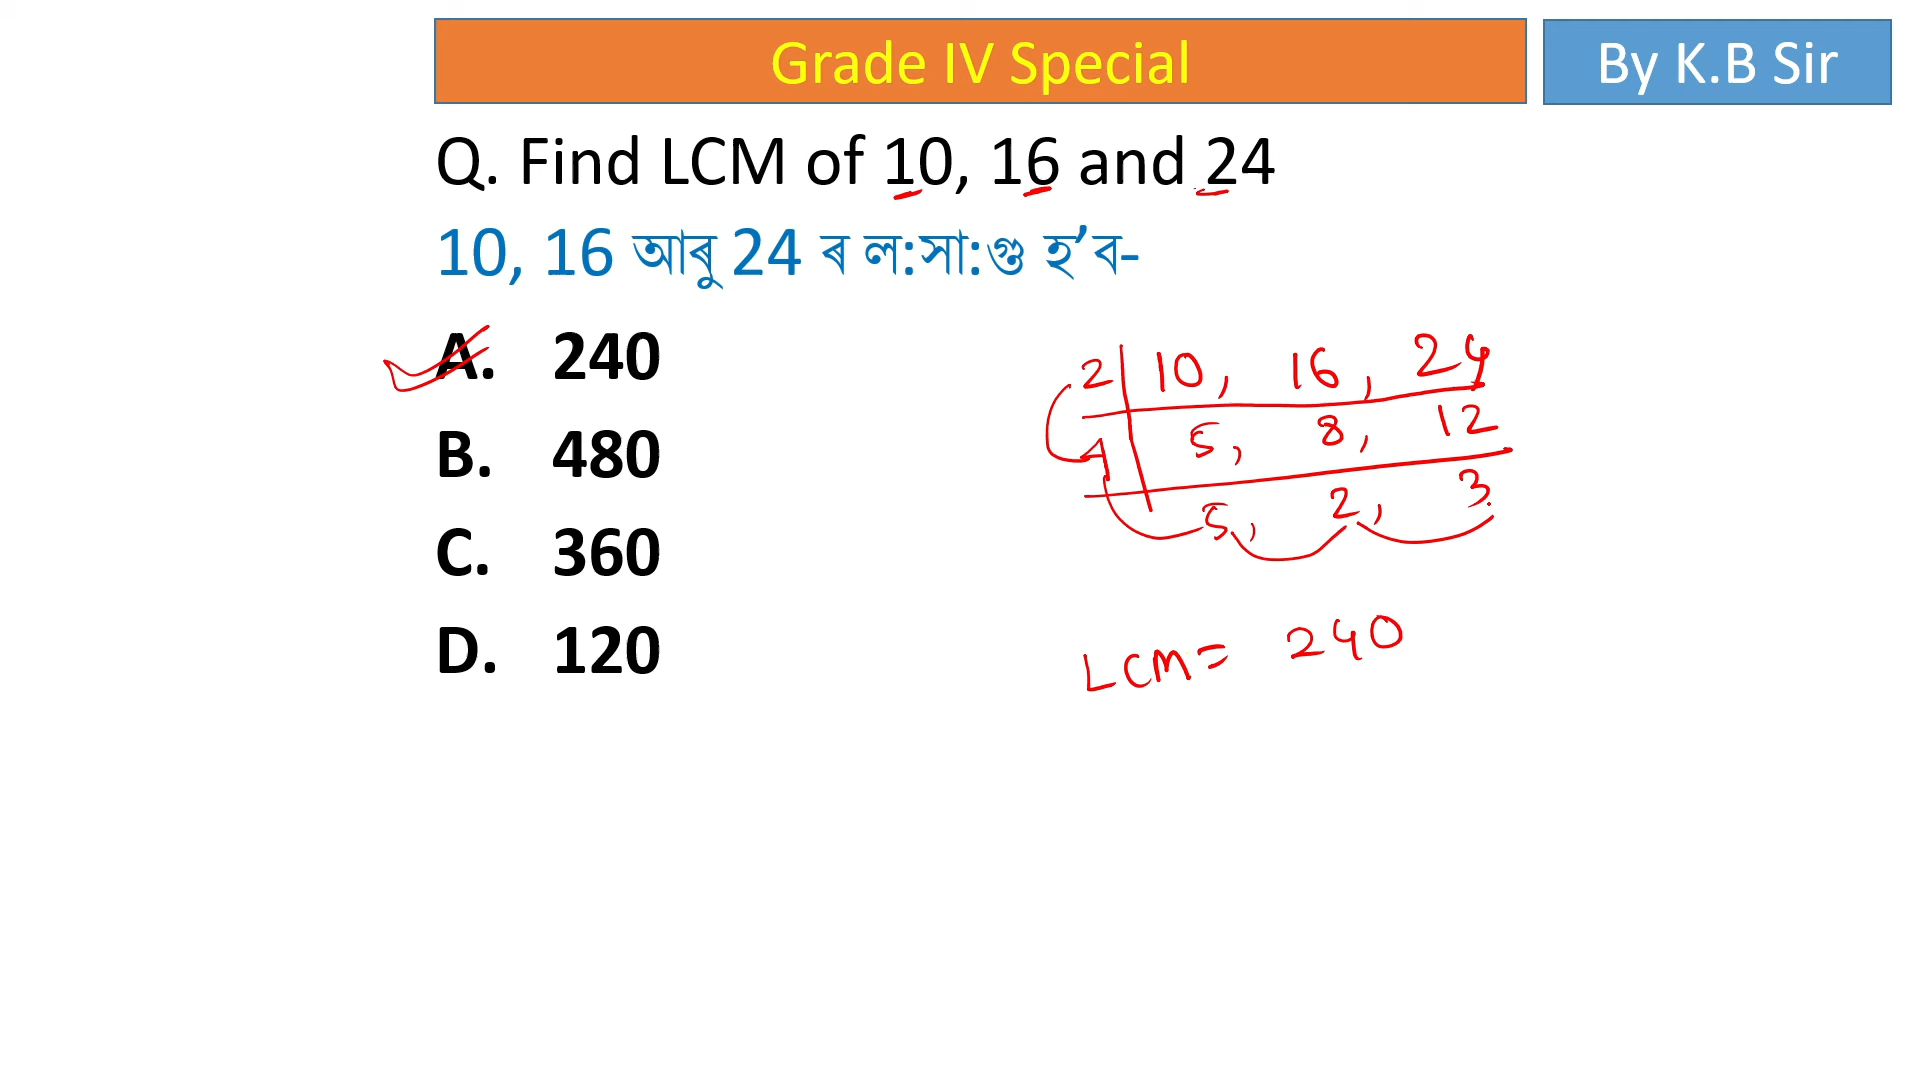 Grade IV Special
By K.B Sir
Q. Find LCM of 10, 16 and 24
10, 16 আৰু 24 ৰ ল:সা:গু হ’ব-
A. 240
B. 480
C. 360
D. 120
2 10, 16, 24
4 5, 8, 12
5, 2, 3
LCM = 240